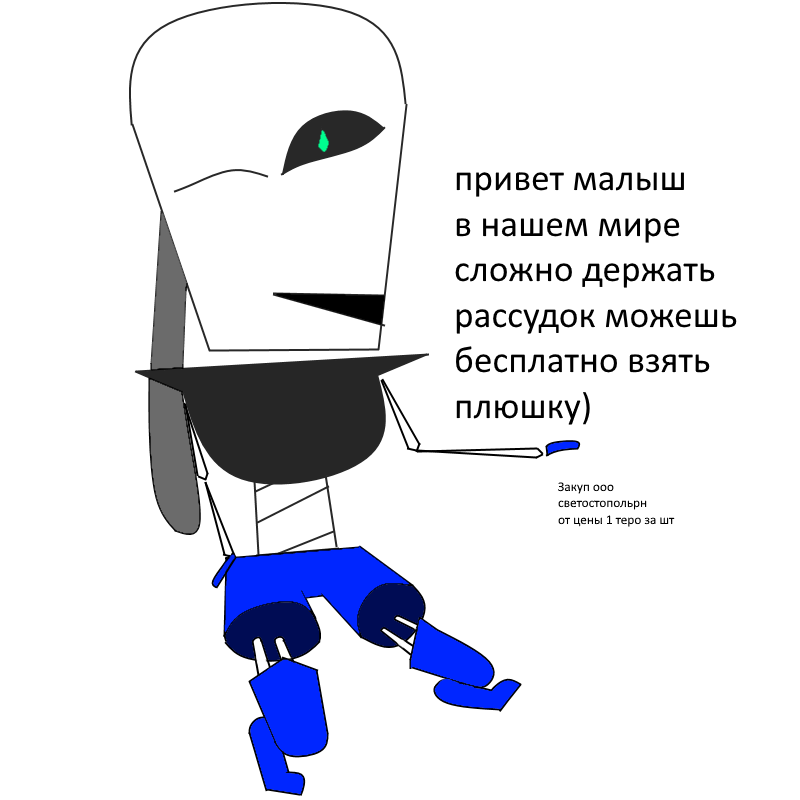 привет малыш
в нашем мире
сложно держать
рассудок можешь
бесплатно взять
плюшку)
Закуп ооо
светостопольрн
от цены 1 теро за шт